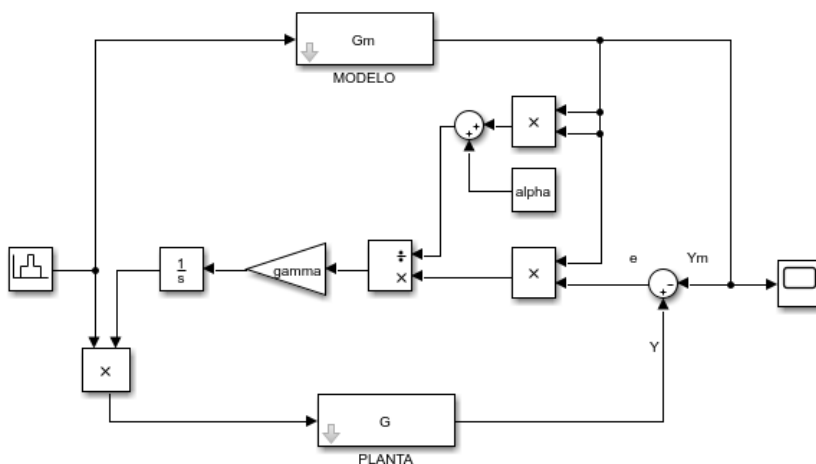 Gm
MODELO
×
+
+
alpha
1
s
gamma
÷
×
×
e
Ym
+
−
×
Y
G
PLANTA